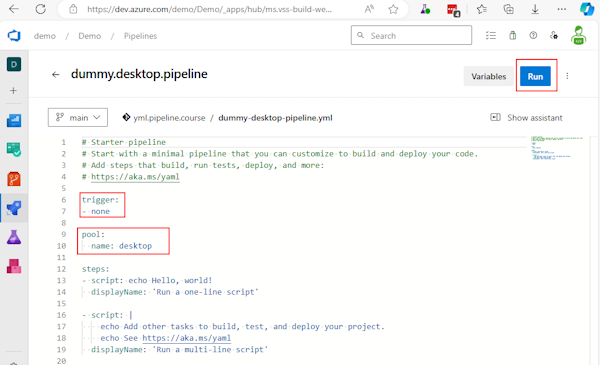 https://dev.azure.com/demo/Demo/_apps/hub/ms.vss-build-we...
4
demo / Demo / Pipelines
Search
D
dummy.desktop.pipeline
Variables
Run
main
yml.pipeline.course / dummy-desktop-pipeline.yml
Show assistant
1 # Starter pipeline
2 # Start with a minimal pipeline that you can customize to build and deploy your code.
3 # Add steps that build, run tests, deploy, and more:
4 # https://aka.ms/yaml
5
6 trigger:
7 - none
8
9 pool:
10 name: desktop
11
12 steps:
13 - script: echo Hello, world!
14 displayName: 'Run a one-line script'
15
16 - script: |
17 echo Add other tasks to build, test, and deploy your project.
18 echo See https://aka.ms/yaml
19 displayName: 'Run a multi-line script'
20